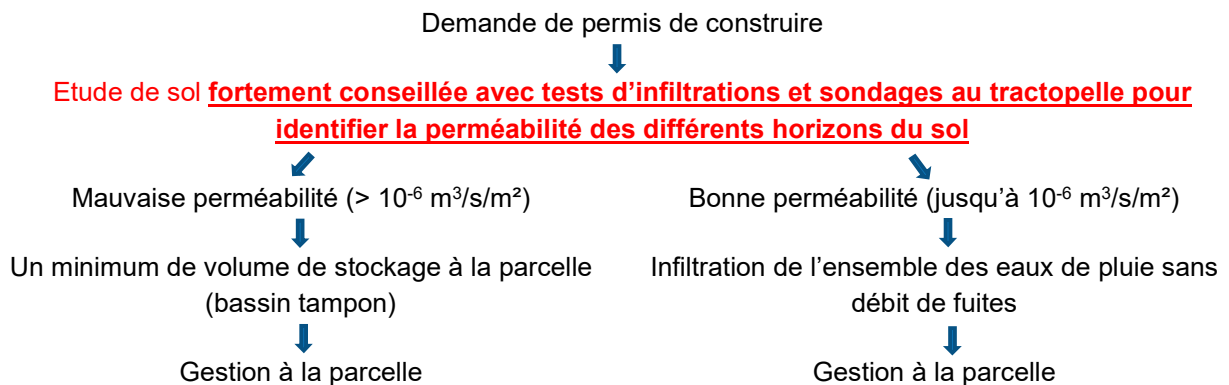 Demande de permis de construire
Etude de sol fortement conseillée avec tests d’infiltrations et sondages au tractopelle pour
identifier la perméabilité des différents horizons du sol
Mauvaise perméabilité (> 10⁻⁶ m³/s/m²)
Un minimum de volume de stockage à la parcelle
(bassin tampon)
Gestion à la parcelle
Bonne perméabilité (jusqu’à 10⁻⁶ m³/s/m²)
Infiltration de l’ensemble des eaux de pluie sans
débit de fuites
Gestion à la parcelle